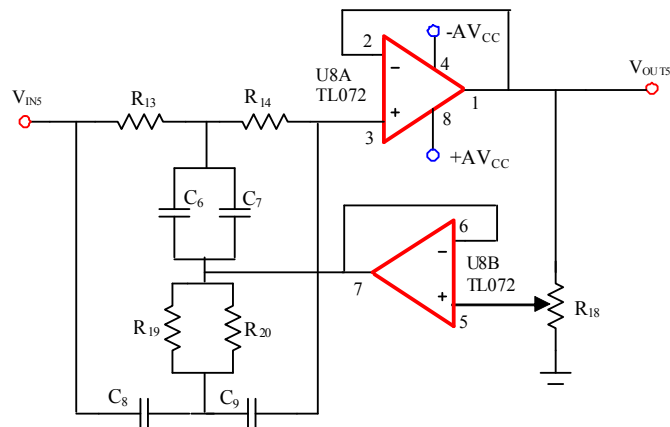 2
-AV_CC
U8A
TL072
4
V_OUT5
V_IN5
R13
R14
−
1
+
8
3
+AV_CC
C6
C7
6
−
U8B
TL072
7
+
5
R18
R19
R20
C8
C9